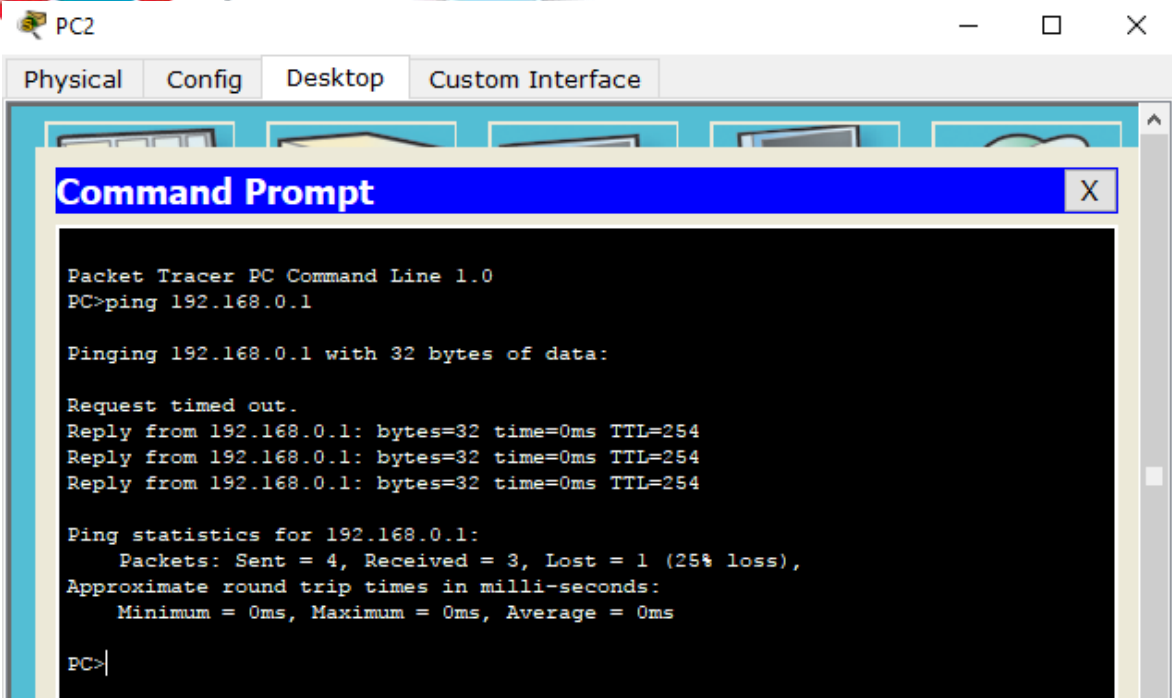 PC2
Physical Config Desktop Custom Interface
Command Prompt X
Packet Tracer PC Command Line 1.0
PC>ping 192.168.0.1
Pinging 192.168.0.1 with 32 bytes of data:
Request timed out.
Reply from 192.168.0.1: bytes=32 time=0ms TTL=254
Reply from 192.168.0.1: bytes=32 time=0ms TTL=254
Reply from 192.168.0.1: bytes=32 time=0ms TTL=254
Ping statistics for 192.168.0.1:
Packets: Sent = 4, Received = 3, Lost = 1 (25% loss),
Approximate round trip times in milli-seconds:
Minimum = 0ms, Maximum = 0ms, Average = 0ms
PC>